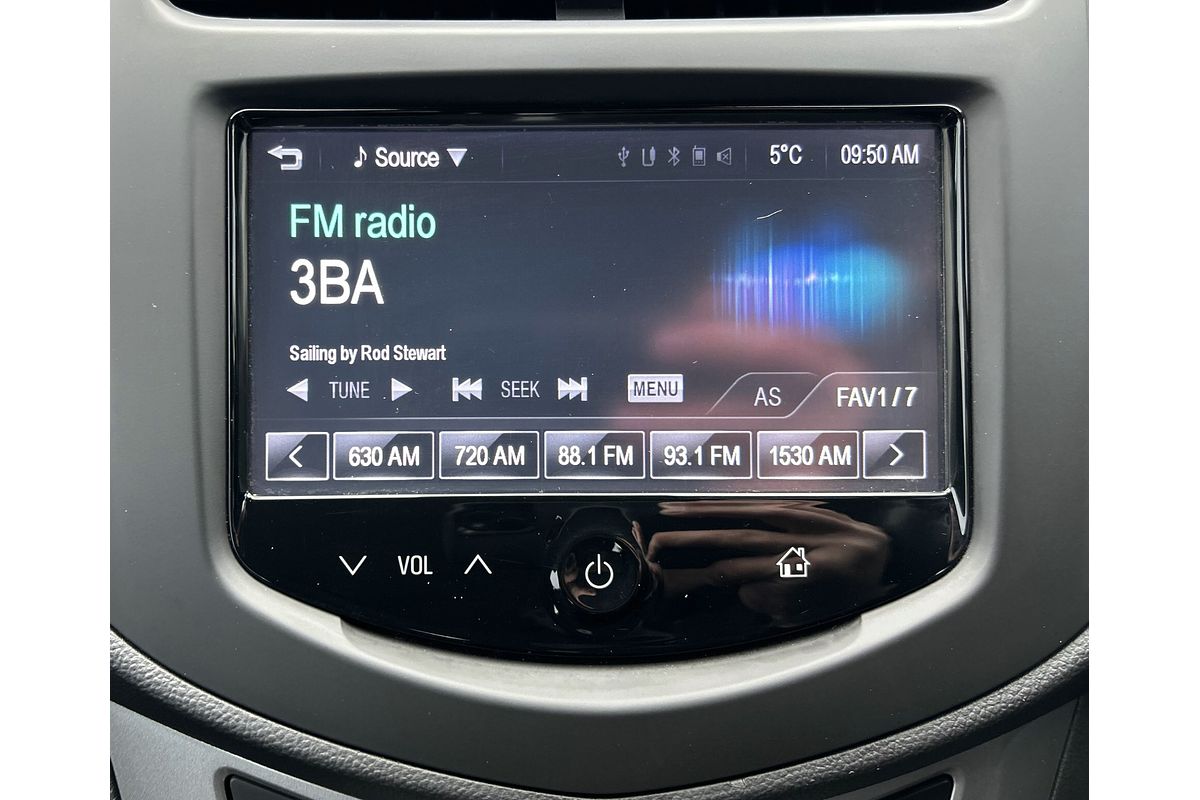 Source 5°C 09:50 AM
FM radio
3BA
Sailing by Rod Stewart
TUNE SEEK MENU AS FAV1/7
630 AM 720 AM 88.1 FM 93.1 FM 1530 AM
VOL